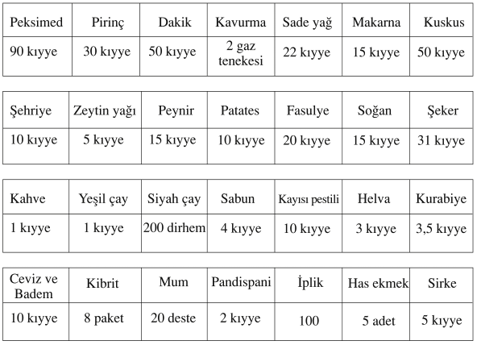 Peksimed Pirinç Dakik Kavurma Sade yağ Makarna Kuskus
90 kıyye 30 kıyye 50 kıyye 2 gaz tenekesi 22 kıyye 15 kıyye 50 kıyye
Şehriye Zeytin yağı Peynir Patates Fasulye Soğan Şeker
10 kıyye 5 kıyye 15 kıyye 10 kıyye 20 kıyye 15 kıyye 31 kıyye
Kahve Yeşil çay Siyah çay Sabun Kayısı pestili Helva Kurabiye
1 kıyye 1 kıyye 200 dirhem 4 kıyye 10 kıyye 3 kıyye 3,5 kıyye
Ceviz ve Badem Kibrit Mum Pandispani İplik Has ekmek Sirke
10 kıyye 8 paket 20 deste 2 kıyye 100 5 adet 5 kıyye